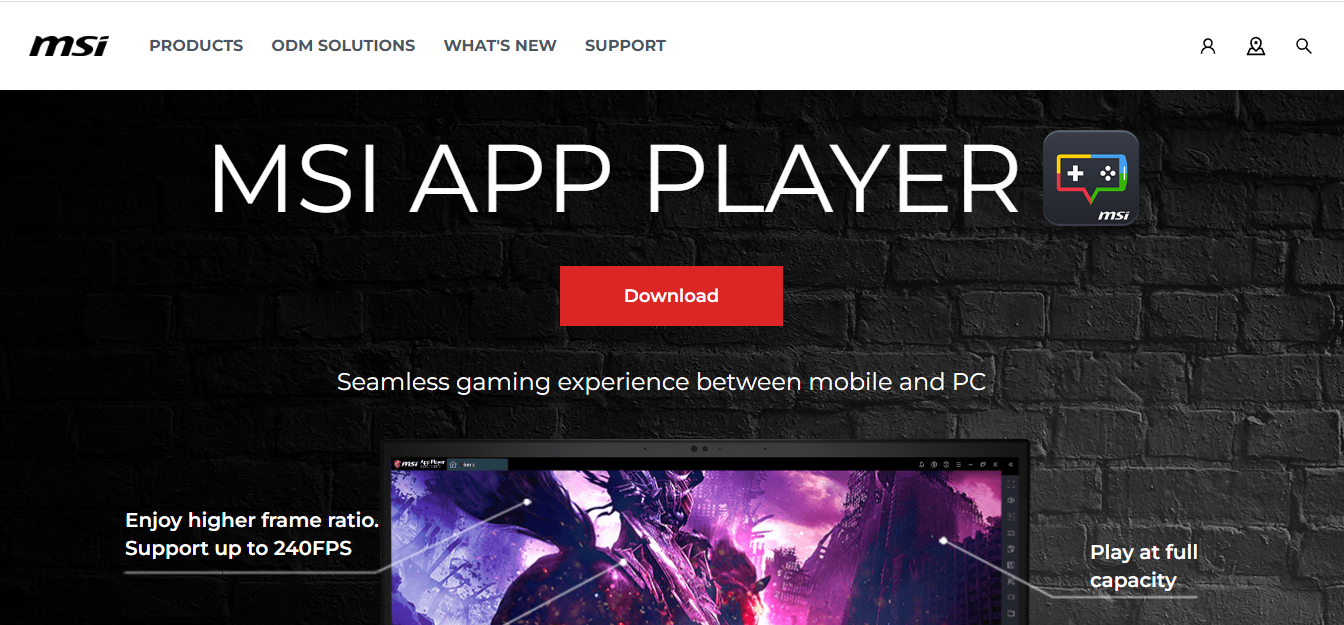 msi
PRODUCTS
ODM SOLUTIONS
WHAT'S NEW
SUPPORT
MSI APP PLAYER
msi
Download
Seamless gaming experience between mobile and PC
msi App Player
Enjoy higher frame ratio.
Support up to 240FPS
Play at full
capacity